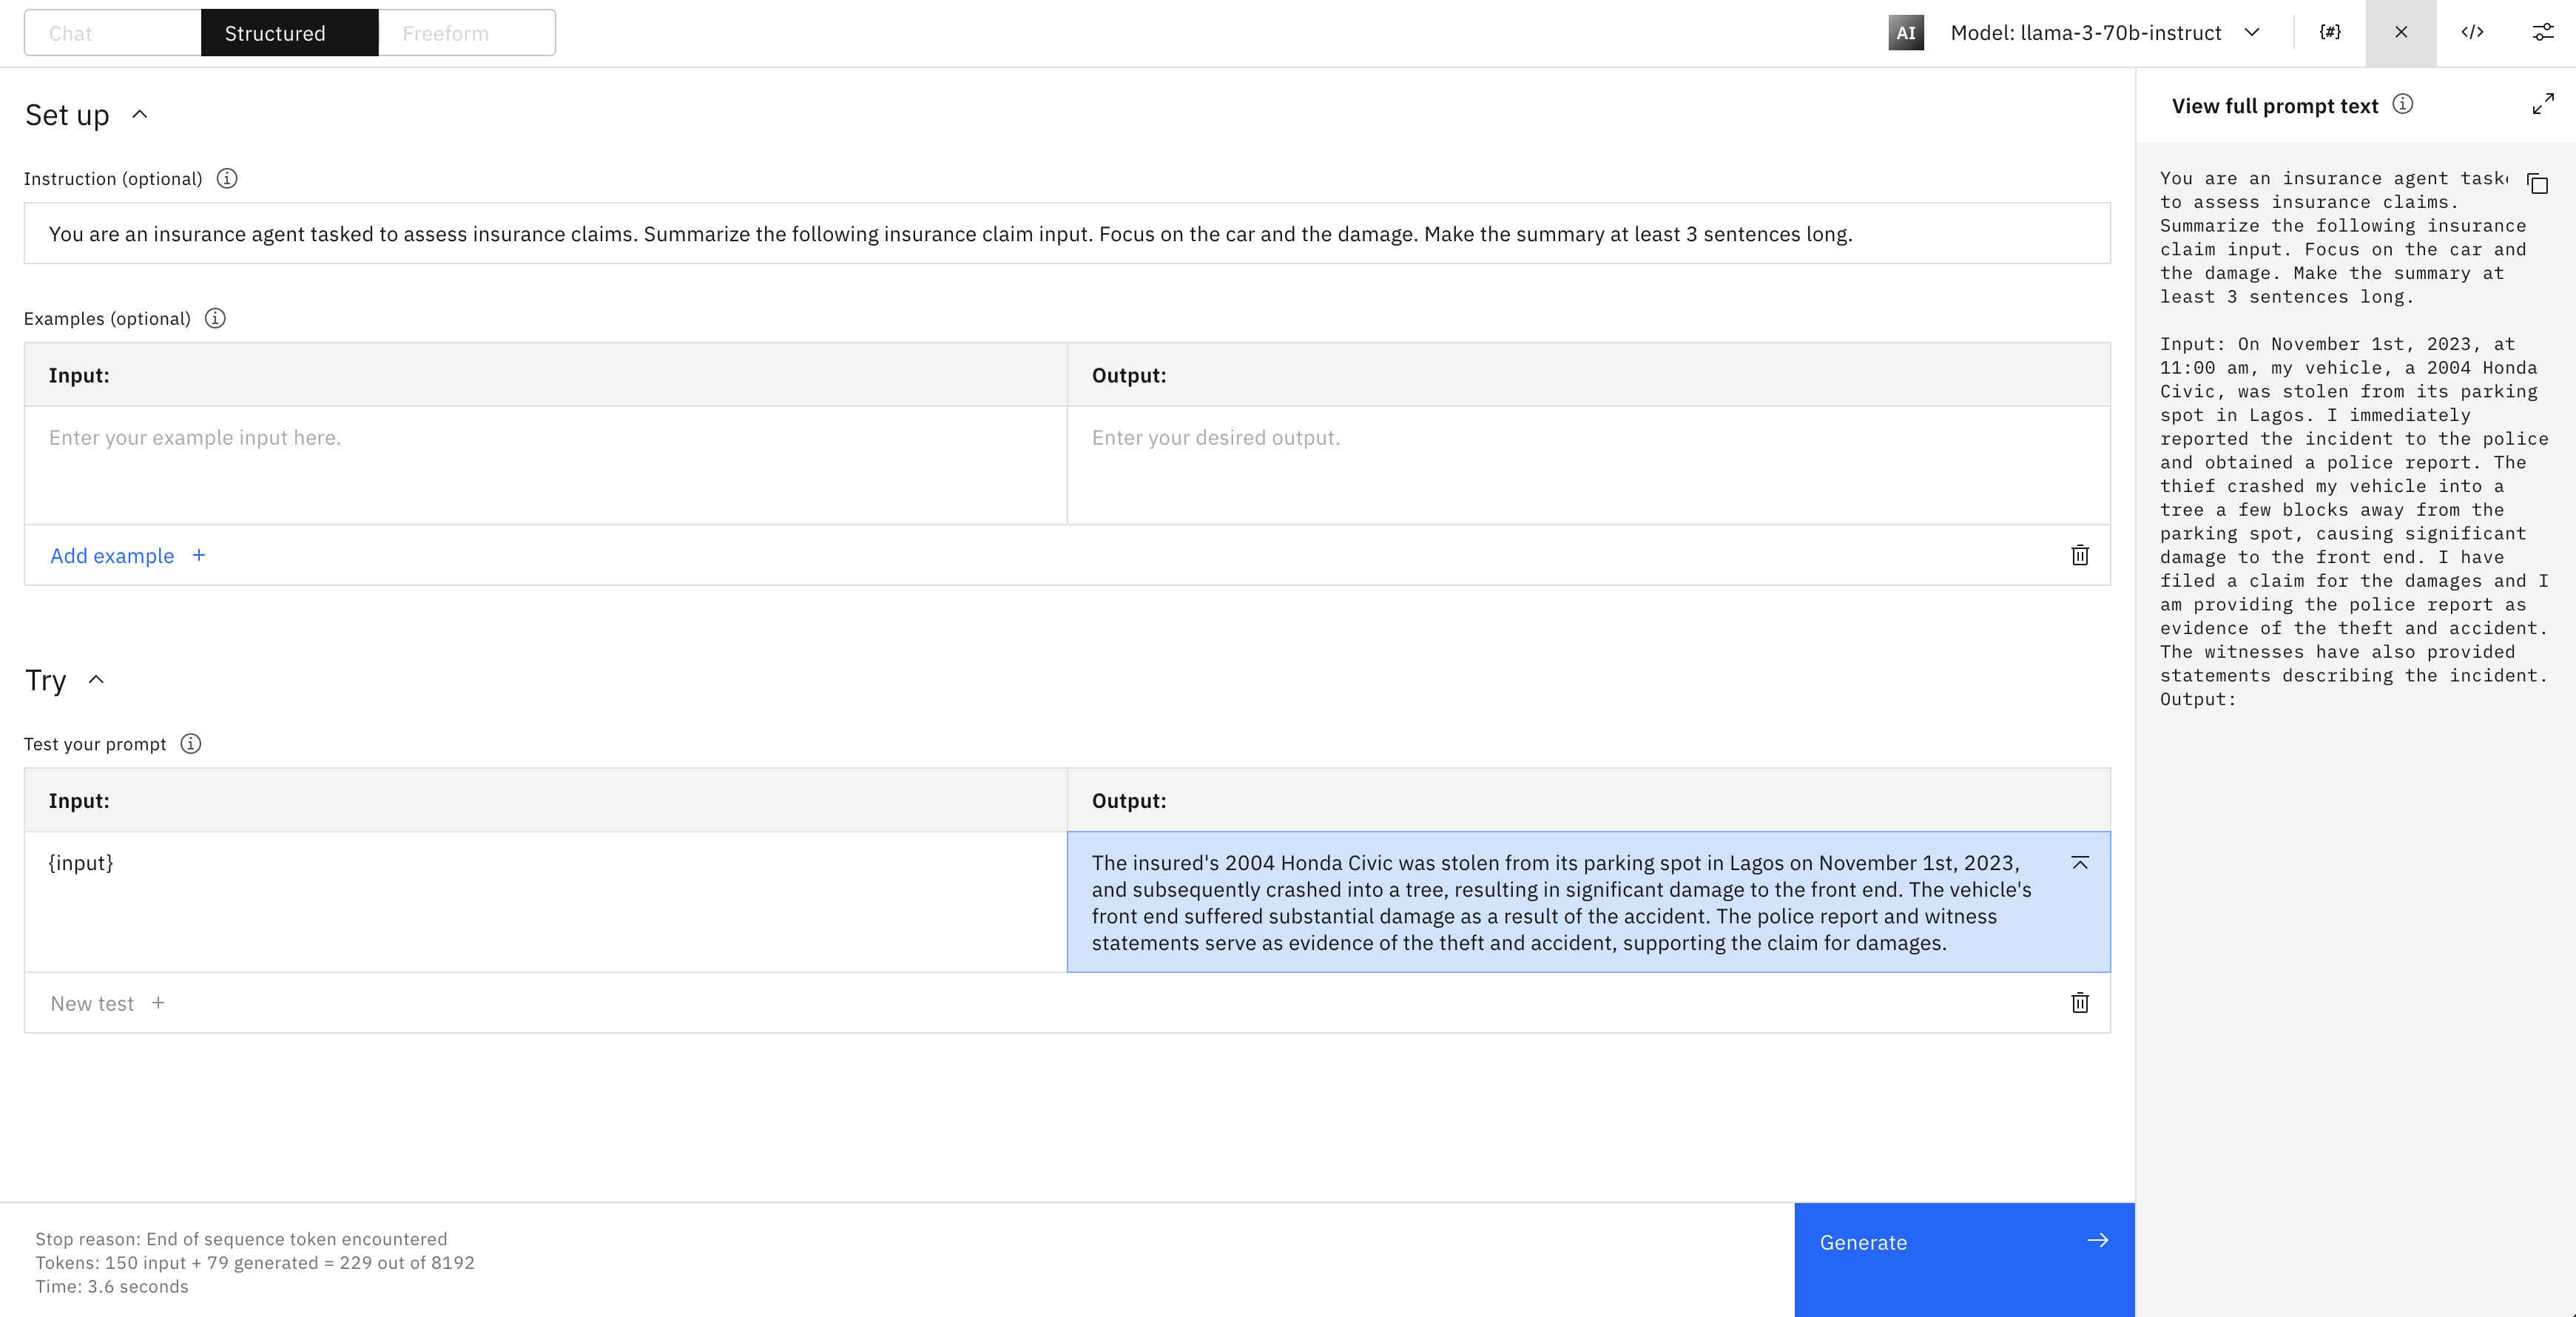 Chat
Structured
Freeform
AI
Model: llama-3-70b-instruct
{#}
</>
Set up
Instruction (optional)
You are an insurance agent tasked to assess insurance claims. Summarize the following insurance claim input. Focus on the car and the damage. Make the summary at least 3 sentences long.
Examples (optional)
Input:
Output:
Enter your example input here.
Enter your desired output.
Add example +
Try
Test your prompt
Input:
Output:
{input}
The insured's 2004 Honda Civic was stolen from its parking spot in Lagos on November 1st, 2023,
and subsequently crashed into a tree, resulting in significant damage to the front end. The vehicle's
front end suffered substantial damage as a result of the accident. The police report and witness
statements serve as evidence of the theft and accident, supporting the claim for damages.
New test +
Stop reason: End of sequence token encountered
Tokens: 150 input + 79 generated = 229 out of 8192
Time: 3.6 seconds
Generate
View full prompt text
You are an insurance agent task
to assess insurance claims.
Summarize the following insurance
claim input. Focus on the car and
the damage. Make the summary at
least 3 sentences long.
Input: On November 1st, 2023, at
11:00 am, my vehicle, a 2004 Honda
Civic, was stolen from its parking
spot in Lagos. I immediately
reported the incident to the police
and obtained a police report. The
thief crashed my vehicle into a
tree a few blocks away from the
parking spot, causing significant
damage to the front end. I have
filed a claim for the damages and I
am providing the police report as
evidence of the theft and accident.
The witnesses have also provided
statements describing the incident.
Output: